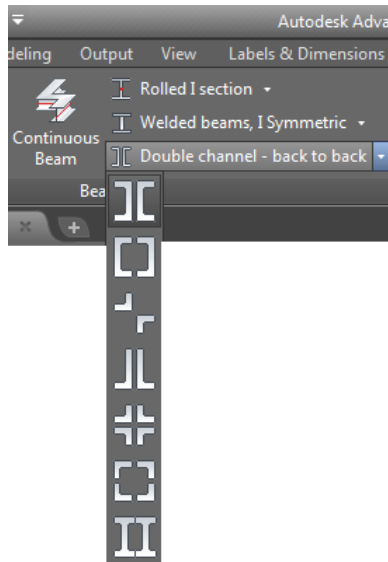 Autodesk Adva
deling Output View Labels & Dimensions
Rolled I section
Welded beams, I Symmetric
Continuous
Beam
Double channel - back to back
Bea